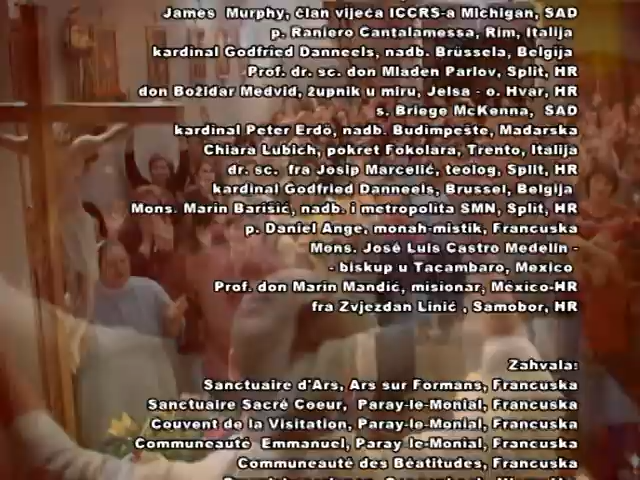 James Murphy, član vijeća ICCRS-a Michigan, SAD
p. Raniero Cantalamessa, Rim, Italija
kardinal Godfried Danneels, nadb. Brüssela, Belgija
Prof. dr. sc. don Mladen Parlov, Split, HR
don Božidar Medvid, župnik u miru, Jelsa - o. Hvar, HR
s. Briege McKenna, SAD
kardinal Peter Erdö, nadb. Budimpešte, Mađarska
Chiara Lubich, pokret Fokolara, Trento, Italija
dr. sc. fra Josip Marcelić, teolog, Split, HR
kardinal Godfried Danneels, Brussel, Belgija
Mons. Marin Barišić, nadb. i metropolita SMN, Split, HR
p. Daniel Ange, monah-mistik, Francuska
Mons. José Luis Castro Medelin -
- biskup u Tacambaro, Mexico
Prof. don Marin Mandić, misionar, México-HR
fra Zvjezdan Linić , Samobor, HR
Zahvala:
Sanctuaire d'Ars, Ars sur Formans, Francuska
Sanctuaire Sacré Coeur, Paray-le-Monial, Francuska
Couvent de la Visitation, Paray-le-Monial, Francuska
Communeauté Emmanuel, Paray le-Monial, Francuska
Communeauté des Béatitudes, Francuska